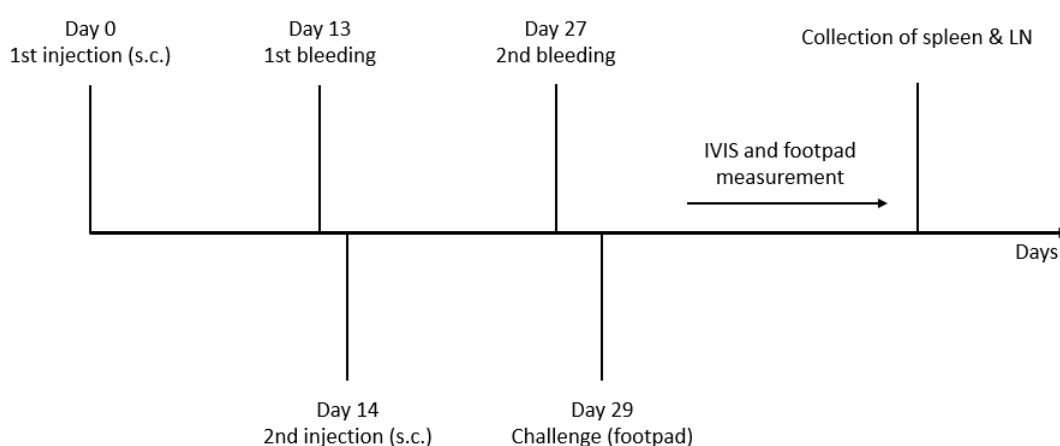 Day 0
1st injection (s.c.)
Day 13
1st bleeding
Day 27
2nd bleeding
Collection of spleen & LN
IVIS and footpad
measurement
Days
Day 14
2nd injection (s.c.)
Day 29
Challenge (footpad)